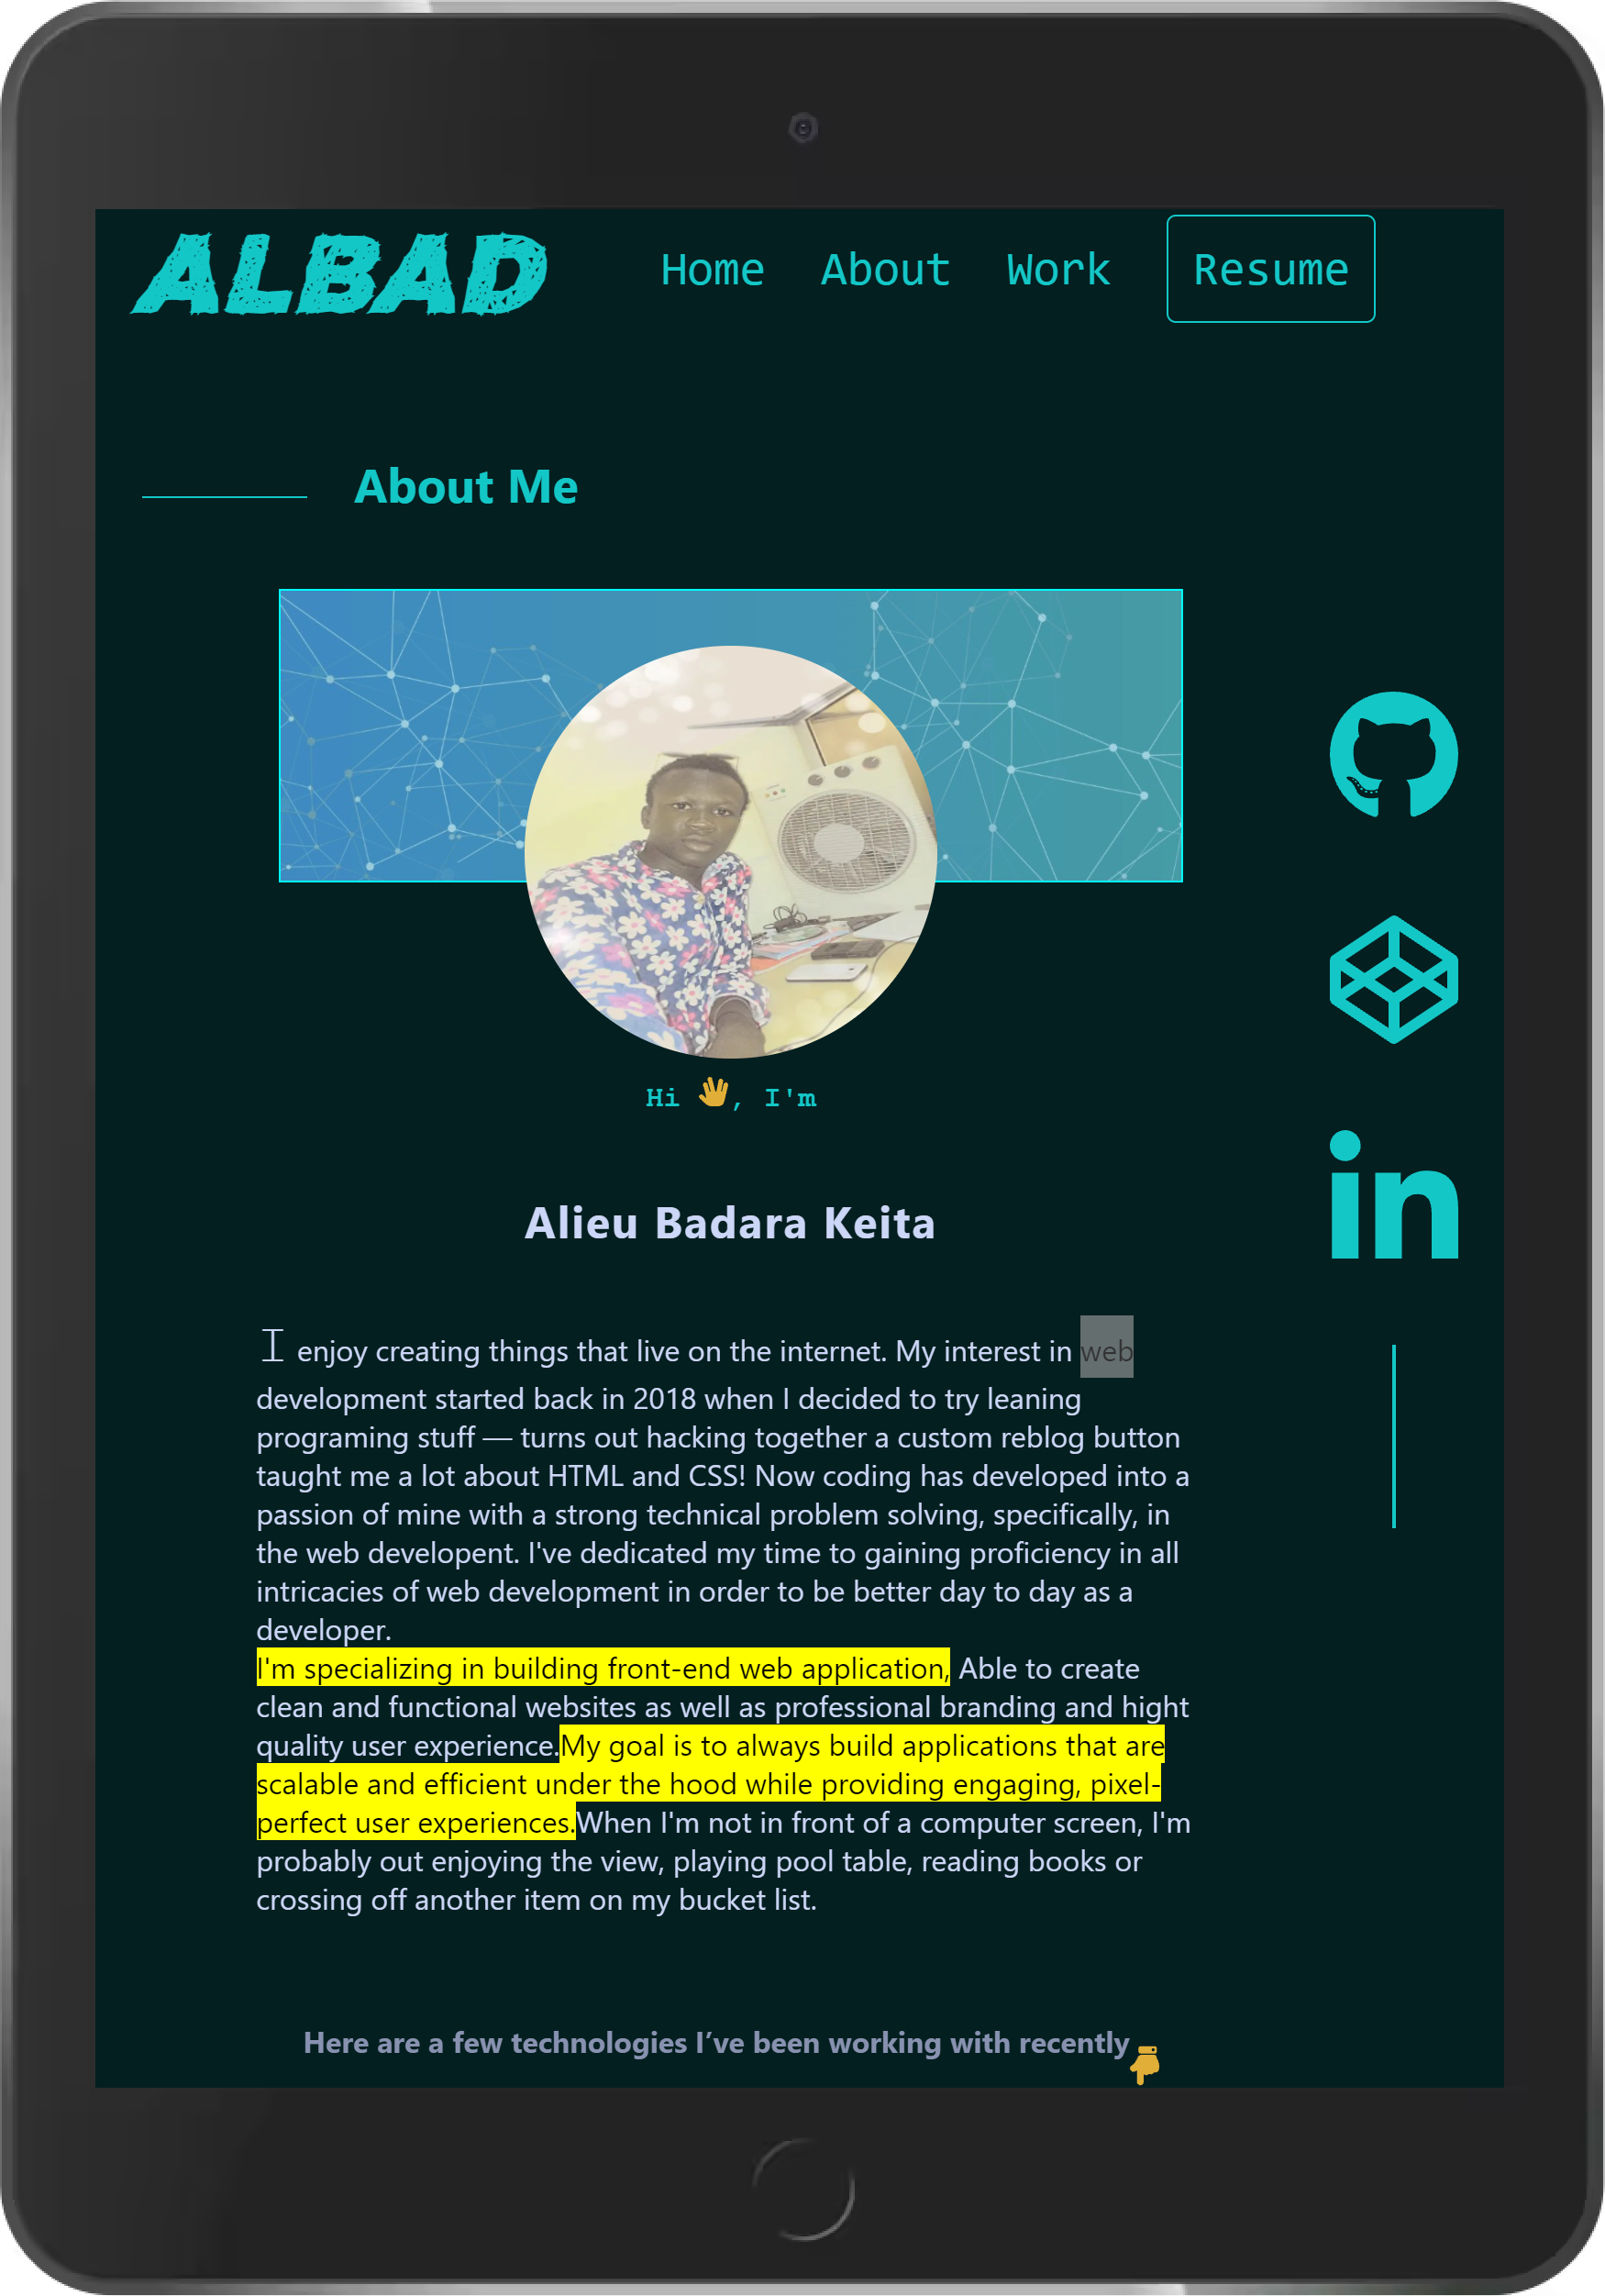 ALBAD
Home About Work Resume
About Me
Hi 👋, I'm
Alieu Badara Keita
I enjoy creating things that live on the internet. My interest in web
development started back in 2018 when I decided to try leaning
programing stuff — turns out hacking together a custom reblog button
taught me a lot about HTML and CSS! Now coding has developed into a
passion of mine with a strong technical problem solving, specifically, in
the web developent. I've dedicated my time to gaining proficiency in all
intricacies of web development in order to be better day to day as a
developer.
I'm specializing in building front-end web application, Able to create
clean and functional websites as well as professional branding and hight
quality user experience.My goal is to always build applications that are
scalable and efficient under the hood while providing engaging, pixel-
perfect user experiences.When I'm not in front of a computer screen, I'm
probably out enjoying the view, playing pool table, reading books or
crossing off another item on my bucket list.
Here are a few technologies I’ve been working with recently👇
in